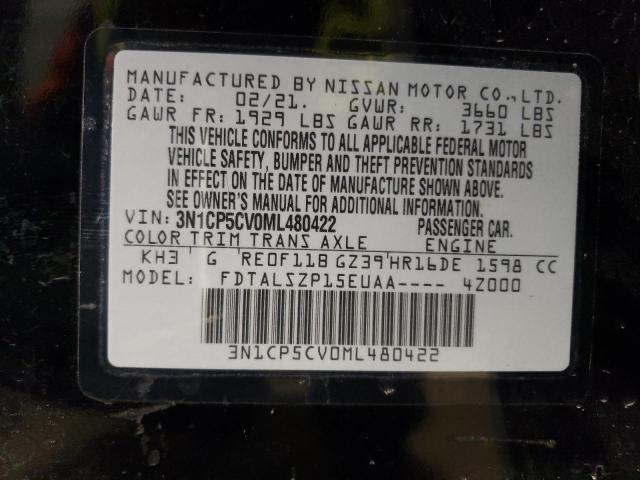 MANUFACTURED BY NISSAN MOTOR CO.,LTD.
DATE: 02/21. GVWR: 3660 LBS
GAWR FR: 1929 LBS GAWR RR: 1731 LBS
THIS VEHICLE CONFORMS TO ALL APPLICABLE FEDERAL MOTOR
VEHICLE SAFETY, BUMPER AND THEFT PREVENTION STANDARDS
IN EFFECT ON THE DATE OF MANUFACTURE SHOWN ABOVE.
SEE OWNER'S MANUAL FOR ADDITIONAL INFORMATION.
VIN: 3N1CP5CV0ML480422 PASSENGER CAR.
COLOR TRIM TRANS AXLE ENGINE
KH3 G RE0F11B GZ39 HR16DE 1598 CC
MODEL: FDTALSZP15EUAA---- 4Z000
3N1CP5CV0ML480422